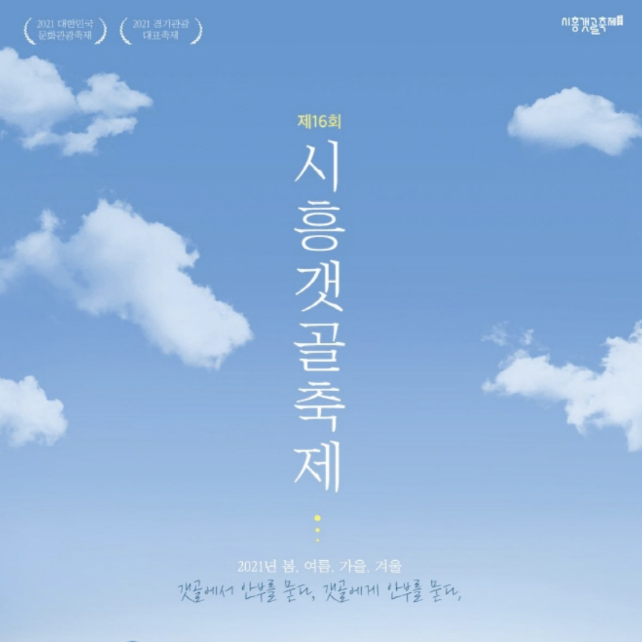 2021 대한민국
문화관광축제
2021 경기관광
대표축제
시흥갯골축제
제16회
시흥갯골축제
2021년 봄, 여름, 가을, 겨울
갯골에서 안부를 묻다, 갯골에게 안부를 묻다,